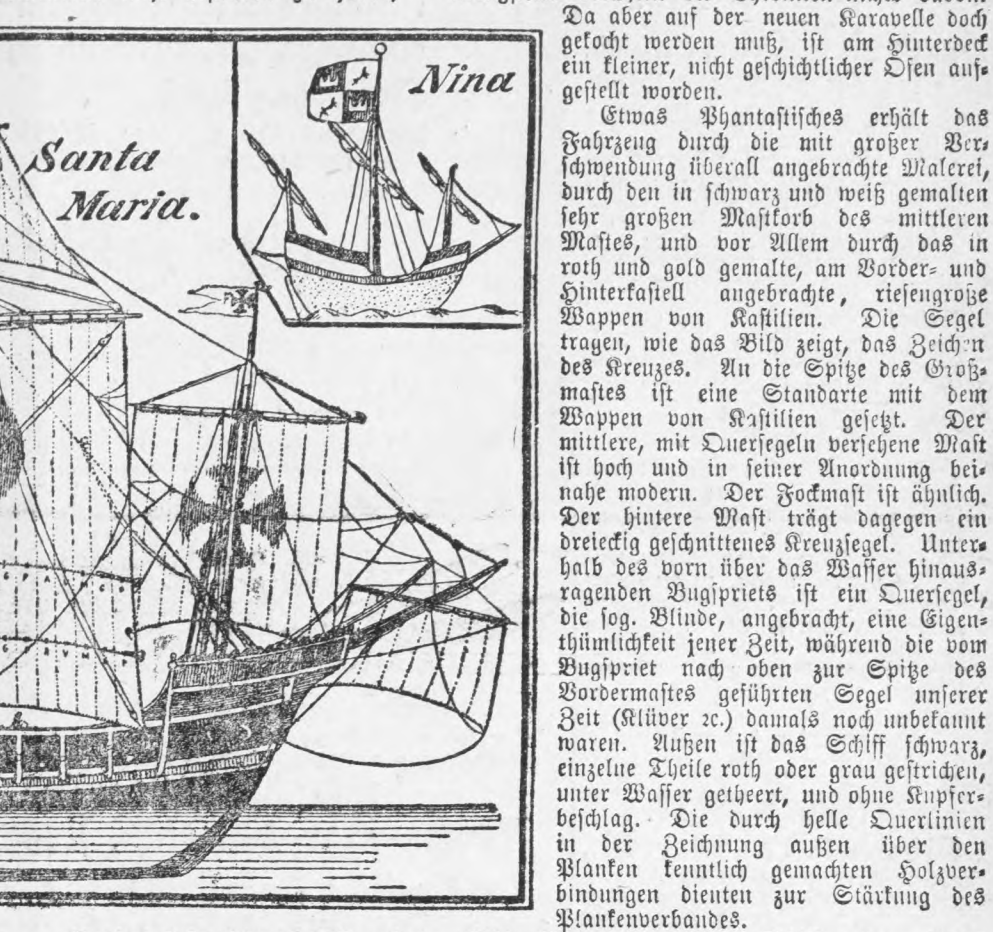 Da aber auf der neuen Karavelle doch
gekocht werden muß, ist am Hinterdeck
ein kleiner, nicht geschichtlicher Ofen auf-
gestellt worden.
Etwas Phantastisches erhält das
Fahrzeug durch die mit großer Ver-
schwendung überall angebrachte Malerei,
durch den in schwarz und weiß gemalten
sehr großen Mastkorb des mittleren
Mastes, und vor Allem durch das in
roth und gold gemalte, am Vorder- und
Hinterkastell angebrachte, riesengroße
Wappen von Kastilien. Die Segel
tragen, wie das Bild zeigt, das Zeichen
des Kreuzes. An die Spitze des Groß-
mastes ist eine Standarte mit dem
Wappen von Kastilien gesetzt. Der
mittlere, mit Quersegeln versehene Mast
ist hoch und in seiner Anordnung bei-
nahe modern. Der Fockmast ist ähnlich.
Der hintere Mast trägt dagegen ein
dreieckig geschnittenes Kreuzsegel. Unter-
halb des vorn über das Wasser hinaus-
ragenden Bugspriets ist ein Quersegel,
die sog. Blinde, angebracht, eine Eigen-
thümlichkeit jener Zeit, während die vom
Bugspriet nach oben zur Spitze des
Vordermastes geführten Segel unserer
Zeit (Klüver ꝛc.) damals noch unbekannt
waren. Außen ist das Schiff schwarz,
einzelne Theile roth oder grau gestrichen,
unter Wasser getheert, und ohne Kupfer-
beschlag. Die durch helle Querlinien
in der Zeichnung außen über den
Planken kenntlich gemachten Holzver-
bindungen dienten zur Stärkung des
Plankenverbandes.
Nina
Santa
Maria.